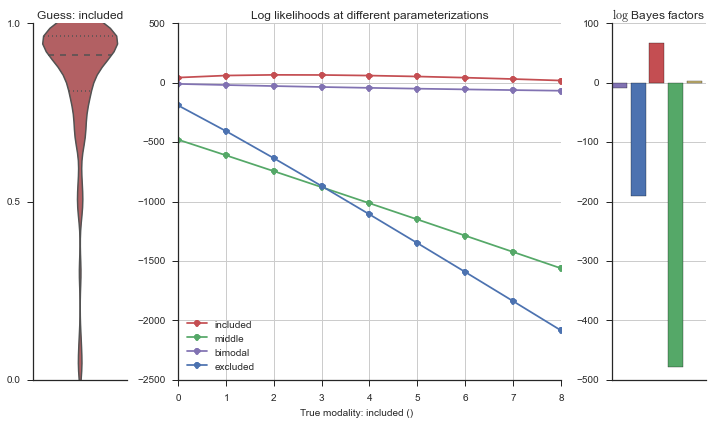 Guess: included
1.0
0.5
0.0
Log likelihoods at different parameterizations
500
0
−500
−1000
−1500
−2000
−2500
included
middle
bimodal
excluded
0 1 2 3 4 5 6 7 8
True modality: included ()
log Bayes factors
100
0
−100
−200
−300
−400
−500